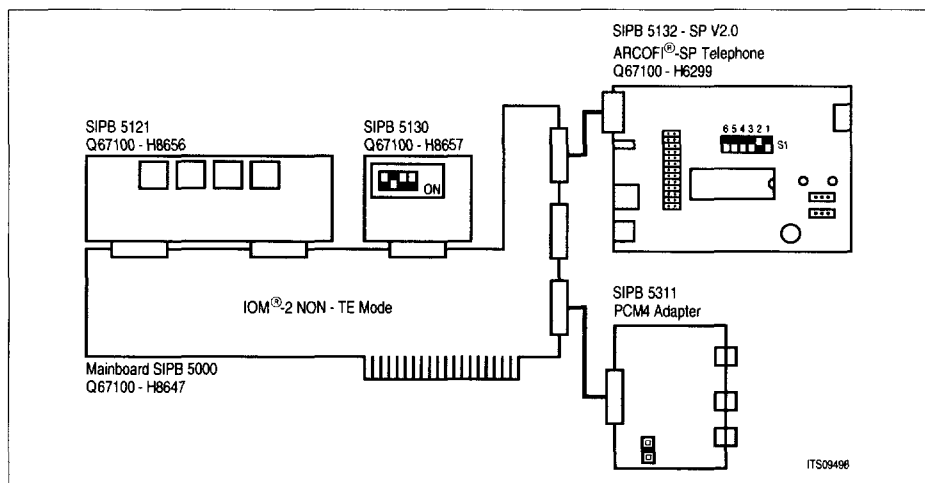 SIPB 5132 - SP V2.0
ARCOFI®-SP Telephone
Q67100 - H6299
SIPB 5121
Q67100 - H8656
SIPB 5130
Q67100 - H8657
6 5 4 3 2 1
S1
ON
IOM®-2 NON - TE Mode
SIPB 5311
PCM4 Adapter
Mainboard SIPB 5000
Q67100 - H8647
ITS09496